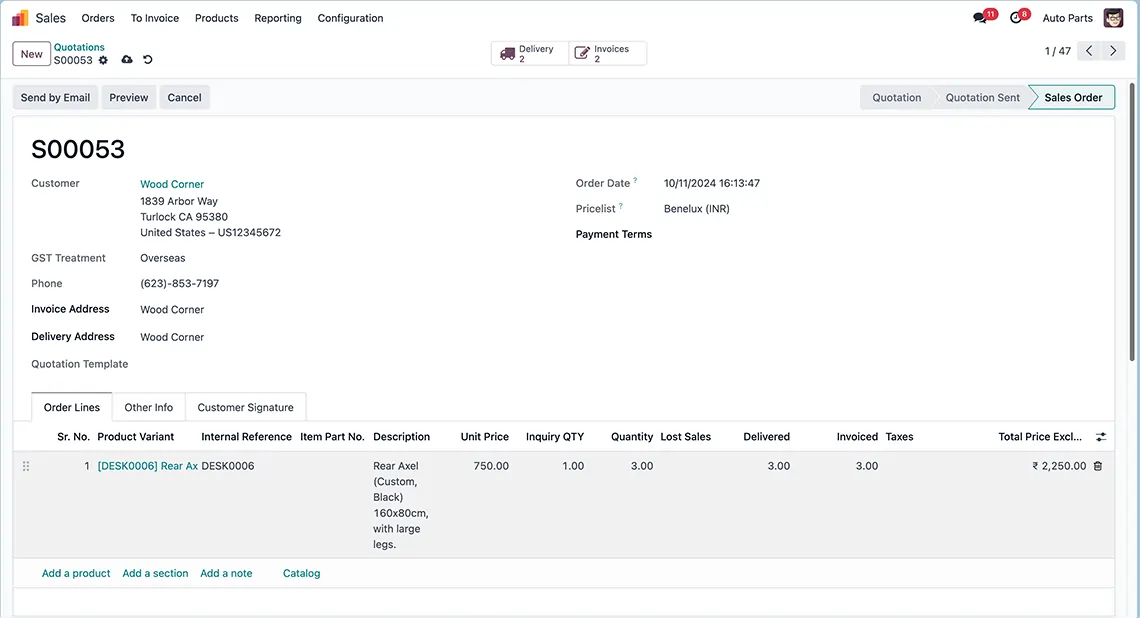 Sales Orders To Invoice Products Reporting Configuration 11 8 Auto Parts
New Quotations
S00053
Delivery 2 Invoices 2
1 / 47
Send by Email Preview Cancel Quotation Quotation Sent Sales Order
S00053
Customer Wood Corner
1839 Arbor Way
Turlock CA 95380
United States – US12345672
GST Treatment Overseas
Phone (623)-853-7197
Invoice Address Wood Corner
Delivery Address Wood Corner
Quotation Template
Order Date ? 10/11/2024 16:13:47
Pricelist ? Benelux (INR)
Payment Terms
Order Lines Other Info Customer Signature
Sr. No. Product Variant Internal Reference Item Part No. Description Unit Price Inquiry QTY Quantity Lost Sales Delivered Invoiced Taxes Total Price Excl...
1 [DESK0006] Rear Ax DESK0006 Rear Axel 750.00 1.00 3.00 3.00 3.00 ₹ 2,250.00
(Custom,
Black)
160x80cm,
with large
legs.
Add a product Add a section Add a note Catalog